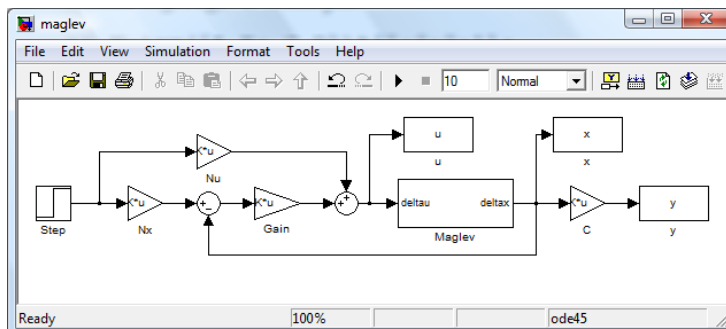 maglev
File Edit View Simulation Format Tools Help
10 Normal
u
u
x
x
K*u
Nu
Step
K*u
Nx
K*u
Gain
deltau deltax
Maglev
K*u
C
y
y
Ready 100% ode45